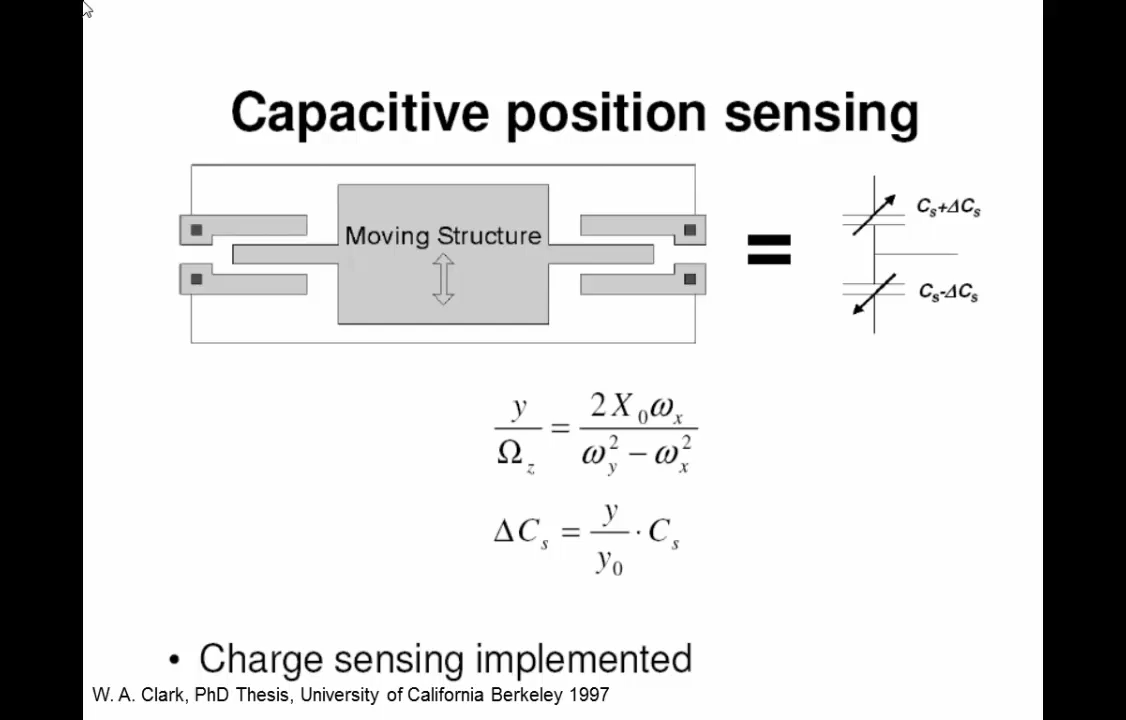 Capacitive position sensing
Moving Structure
=
Cs+ΔCs
Cs-ΔCs
y/Ωz = 2X0ωx/(ωy² − ωx²)
ΔCs = y/y0 · Cs
• Charge sensing implemented
W. A. Clark, PhD Thesis, University of California Berkeley 1997